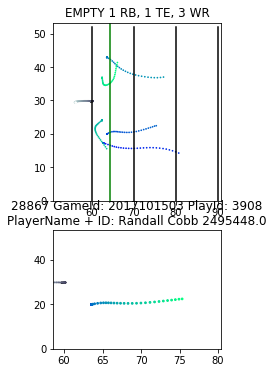 EMPTY 1 RB, 1 TE, 3 WR
50
40
30
20
10
0
60 70 80 90
28867 GameId: 2017101503 PlayId: 3908
PlayerName + ID: Randall Cobb 2495448.0
40
20
0
60 65 70 75 80